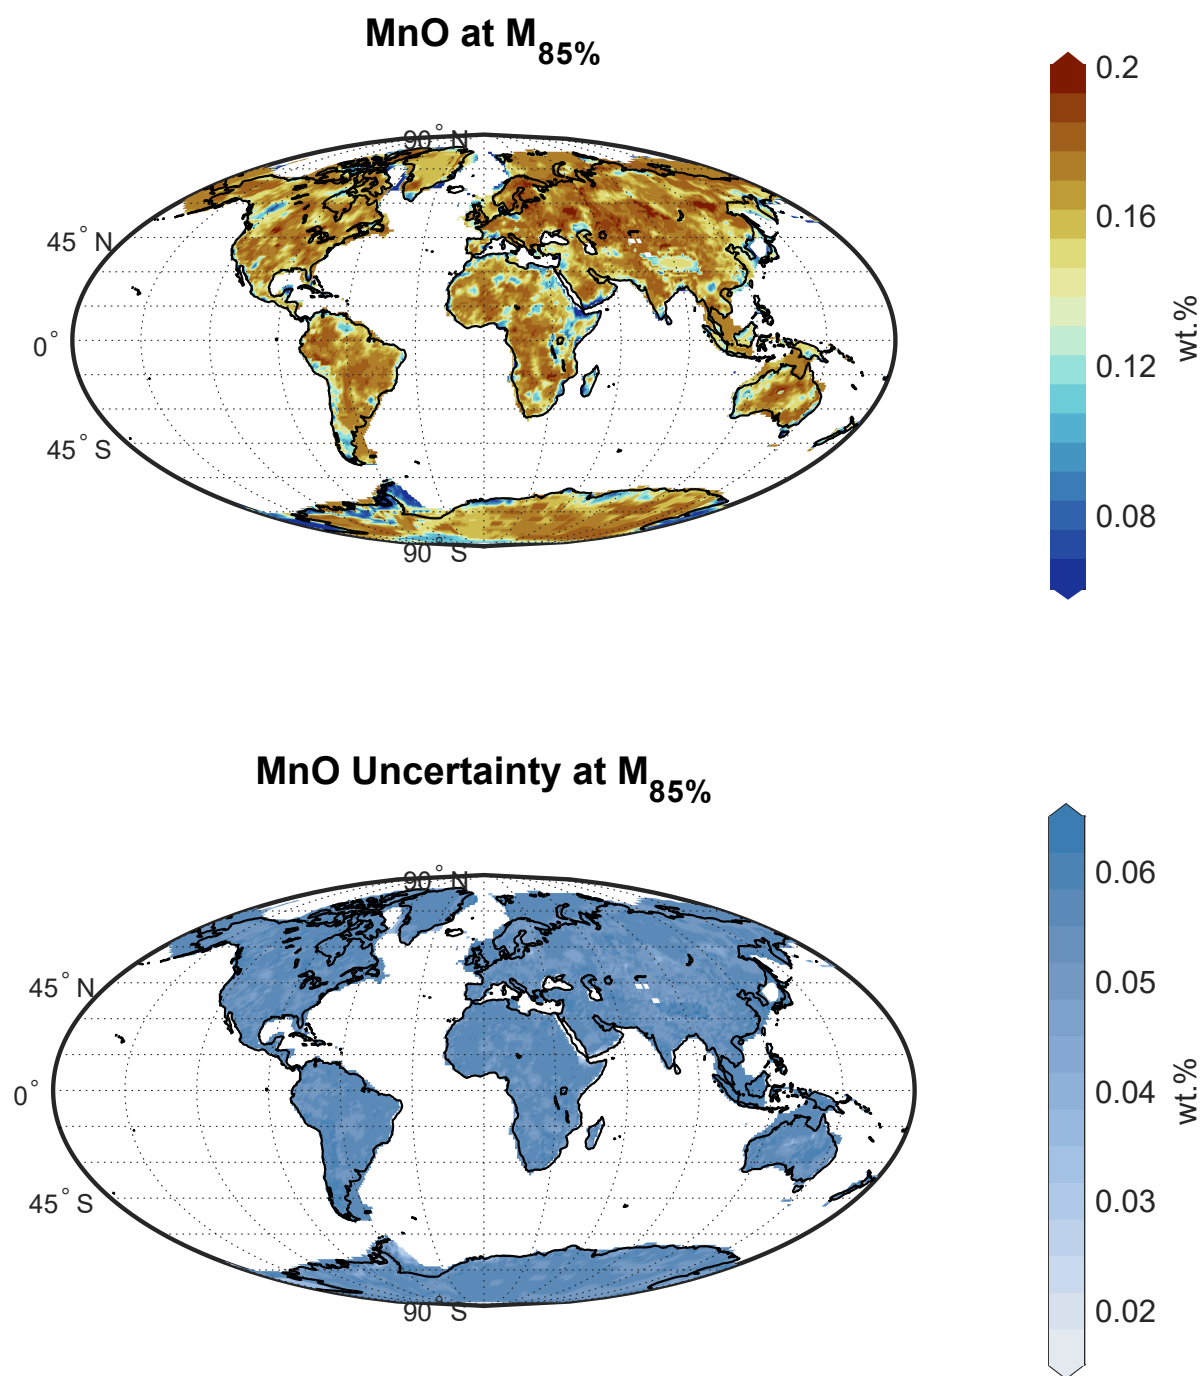 MnO at M85%
90° N
45° N
0°
45° S
90° S
0.2
0.16
0.12
0.08
wt.%
MnO Uncertainty at M85%
90° N
45° N
0°
45° S
90° S
0.06
0.05
0.04
0.03
0.02
wt.%